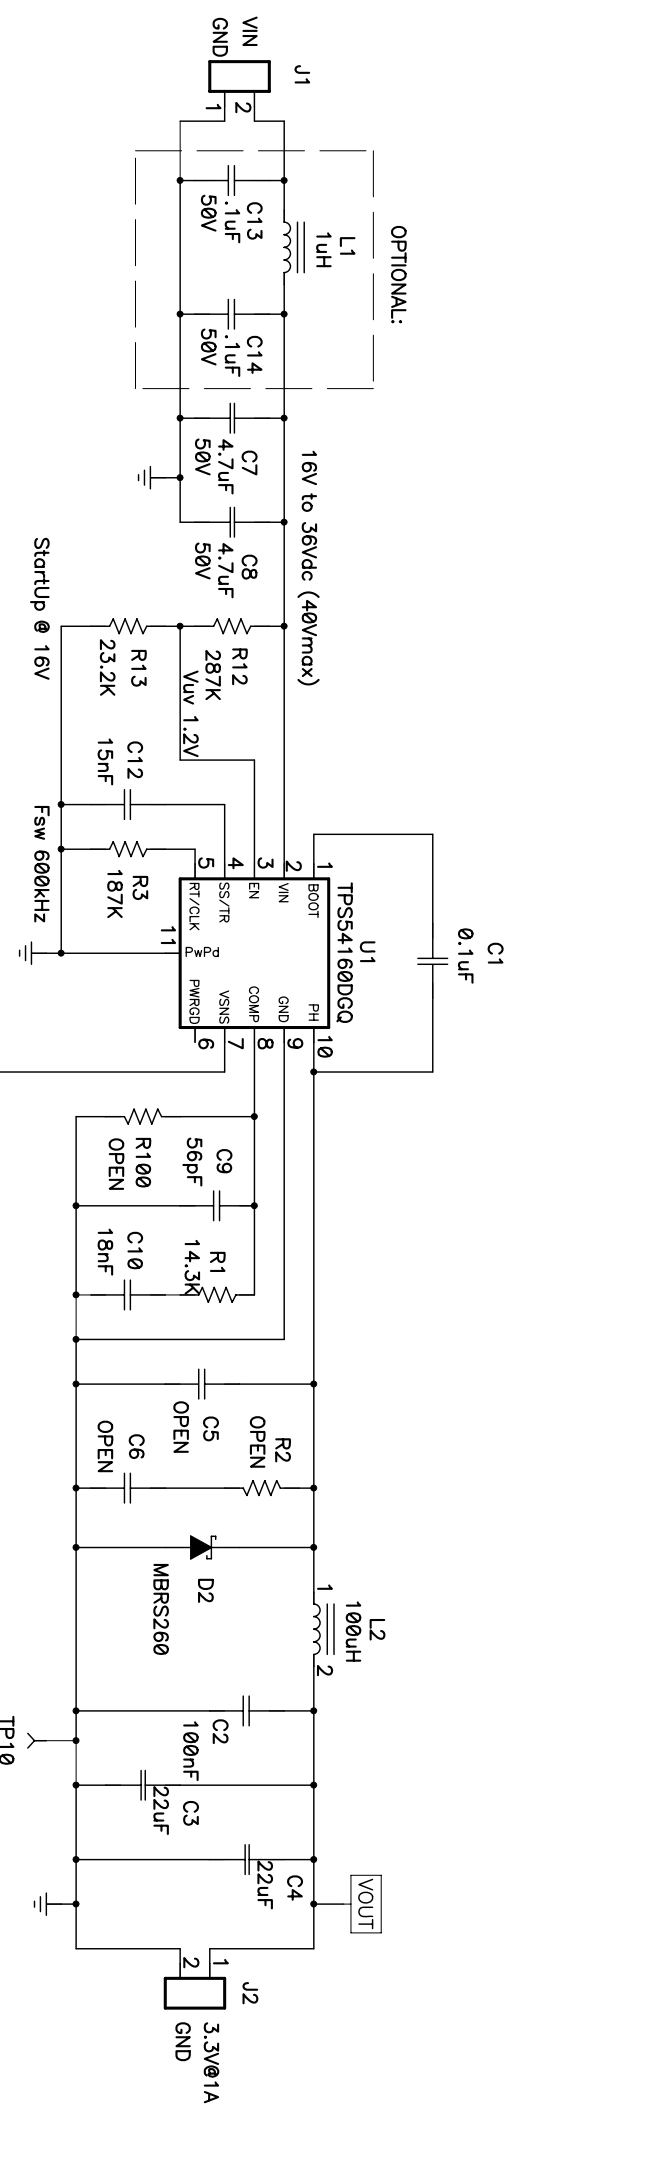 OPTIONAL:
J1
VIN
GND
2
1
L1
1uH
C13
.1uF
50V
C14
.1uF
50V
C7
4.7uF
50V
C8
4.7uF
50V
16V to 36Vdc (40Vmax)
R12
287K
Vuv 1.2V
R13
23.2K
StartUp @ 16V
C12
15nF
R3
187K
Fsw 600kHz
C1
0.1uF
U1
TPS54160DGQ
1
BOOT
2
VIN
3
EN
4
SS/TR
5
RT/CLK
11
PwPd
PH
10
GND
9
COMP
8
VSNS
7
PWRGD
6
R100
OPEN
C9
56pF
R1
14.3K
C10
18nF
C5
OPEN
R2
OPEN
C6
OPEN
D2
MBRS260
L2
100uH
1
2
C2
100nF
C3
22uF
C4
22uF
TP10
VOUT
J2
1
2
3.3V@1A
GND